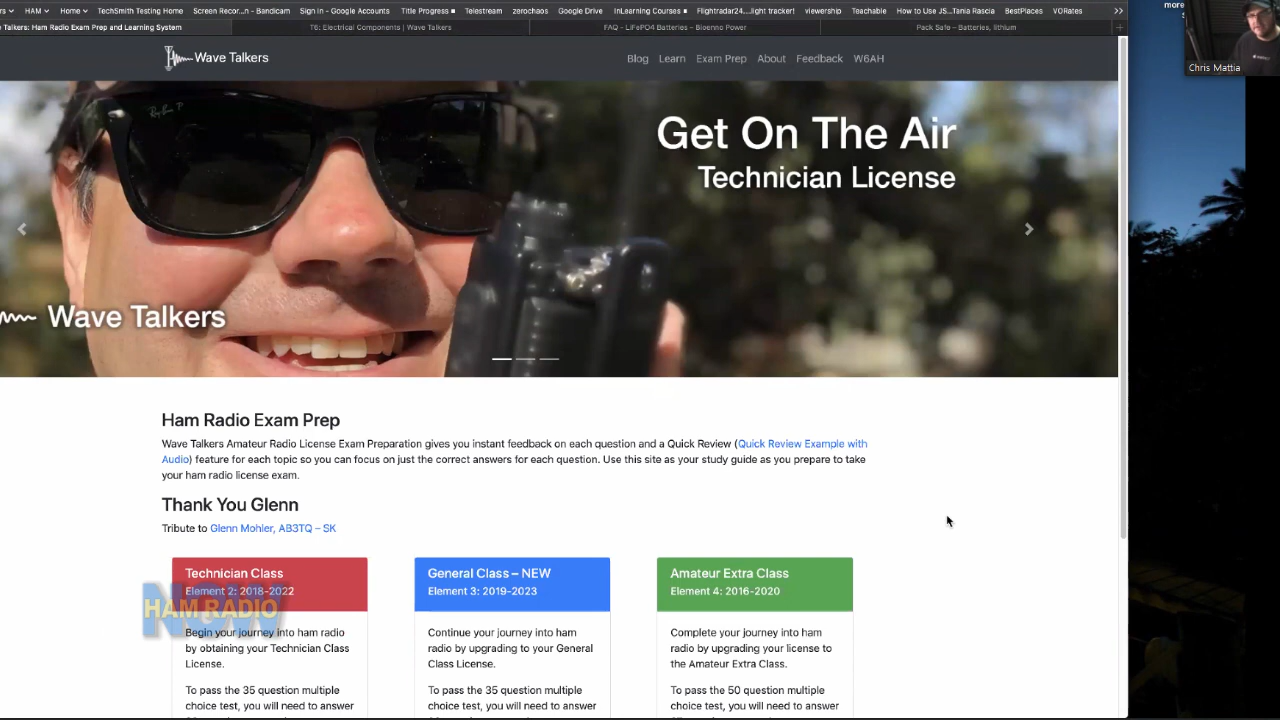 rs HAM Home TechSmith Testing Home Screen Recor...n - Bandicam Sign in - Google Accounts Title Progress Telestream zerochaos Google Drive InLearning Courses Flightradar24....light tracker! viewership Teachable How to Use JS...Tania Rascia BestPlaces VORates >>
more
e Talkers: Ham Radio Exam Prep and Learning System T6: Electrical Components | Wave Talkers FAQ - LiFePO4 Batteries – Bioenno Power Pack Safe – Batteries, lithium
Wave Talkers Blog Learn Exam Prep About Feedback W6AH
Chris Mattia
Ray-Ban P
Get On The Air
Technician License
Wave Talkers
Ham Radio Exam Prep
Wave Talkers Amateur Radio License Exam Preparation gives you instant feedback on each question and a Quick Review (Quick Review Example with
Audio) feature for each topic so you can focus on just the correct answers for each question. Use this site as your study guide as you prepare to take
your ham radio license exam.
Thank You Glenn
Tribute to Glenn Mohler, AB3TQ – SK
Technician Class
Element 2: 2018-2022
Begin your journey into ham radio
by obtaining your Technician Class
License.
To pass the 35 question multiple
choice test, you will need to answer
General Class – NEW
Element 3: 2019-2023
Continue your journey into ham
radio by upgrading to your General
Class License.
To pass the 35 question multiple
choice test, you will need to answer
Amateur Extra Class
Element 4: 2016-2020
Complete your journey into ham
radio by upgrading your license to
the Amateur Extra Class.
To pass the 50 question multiple
choice test, you will need to answer
HAM RADIO
NOW